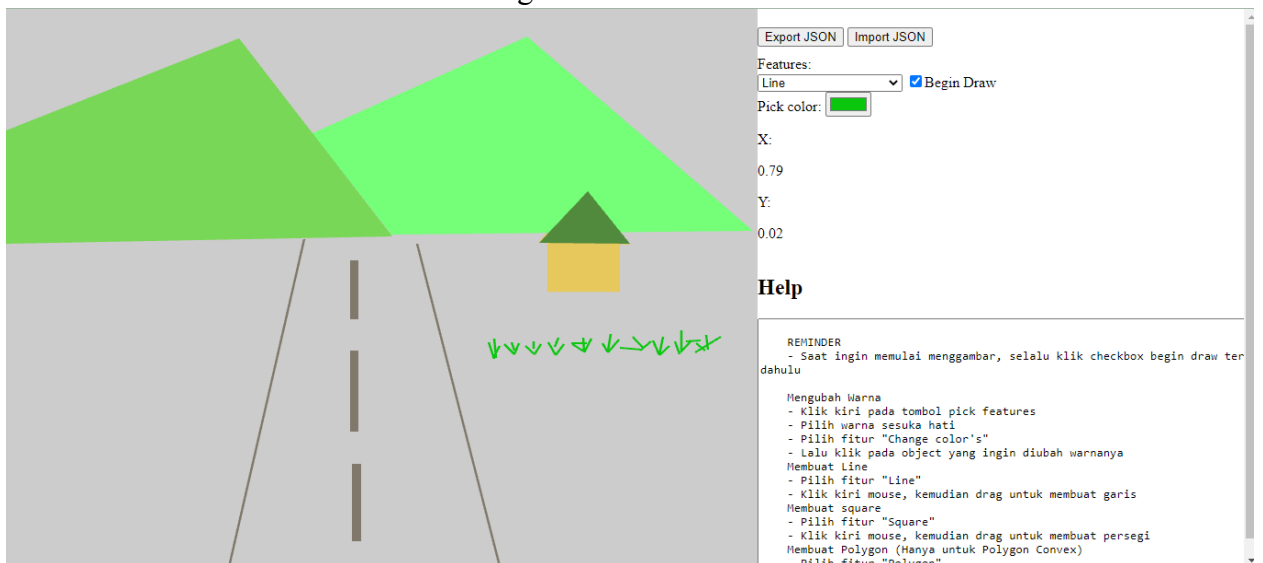 Export JSON Import JSON
Features:
Line Begin Draw
Pick color:
X:
0.79
Y:
0.02
Help
REMINDER
- Saat ingin memulai menggambar, selalu klik checkbox begin draw ter
dahulu
Mengubah Warna
- Klik kiri pada tombol pick features
- Pilih warna sesuka hati
- Pilih fitur "Change color's"
- Lalu klik pada object yang ingin diubah warnanya
Membuat Line
- Pilih fitur "Line"
- Klik kiri mouse, kemudian drag untuk membuat garis
Membuat square
- Pilih fitur "Square"
- Klik kiri mouse, kemudian drag untuk membuat persegi
Membuat Polygon (Hanya untuk Polygon Convex)
- Pilih fitur "Polygon"